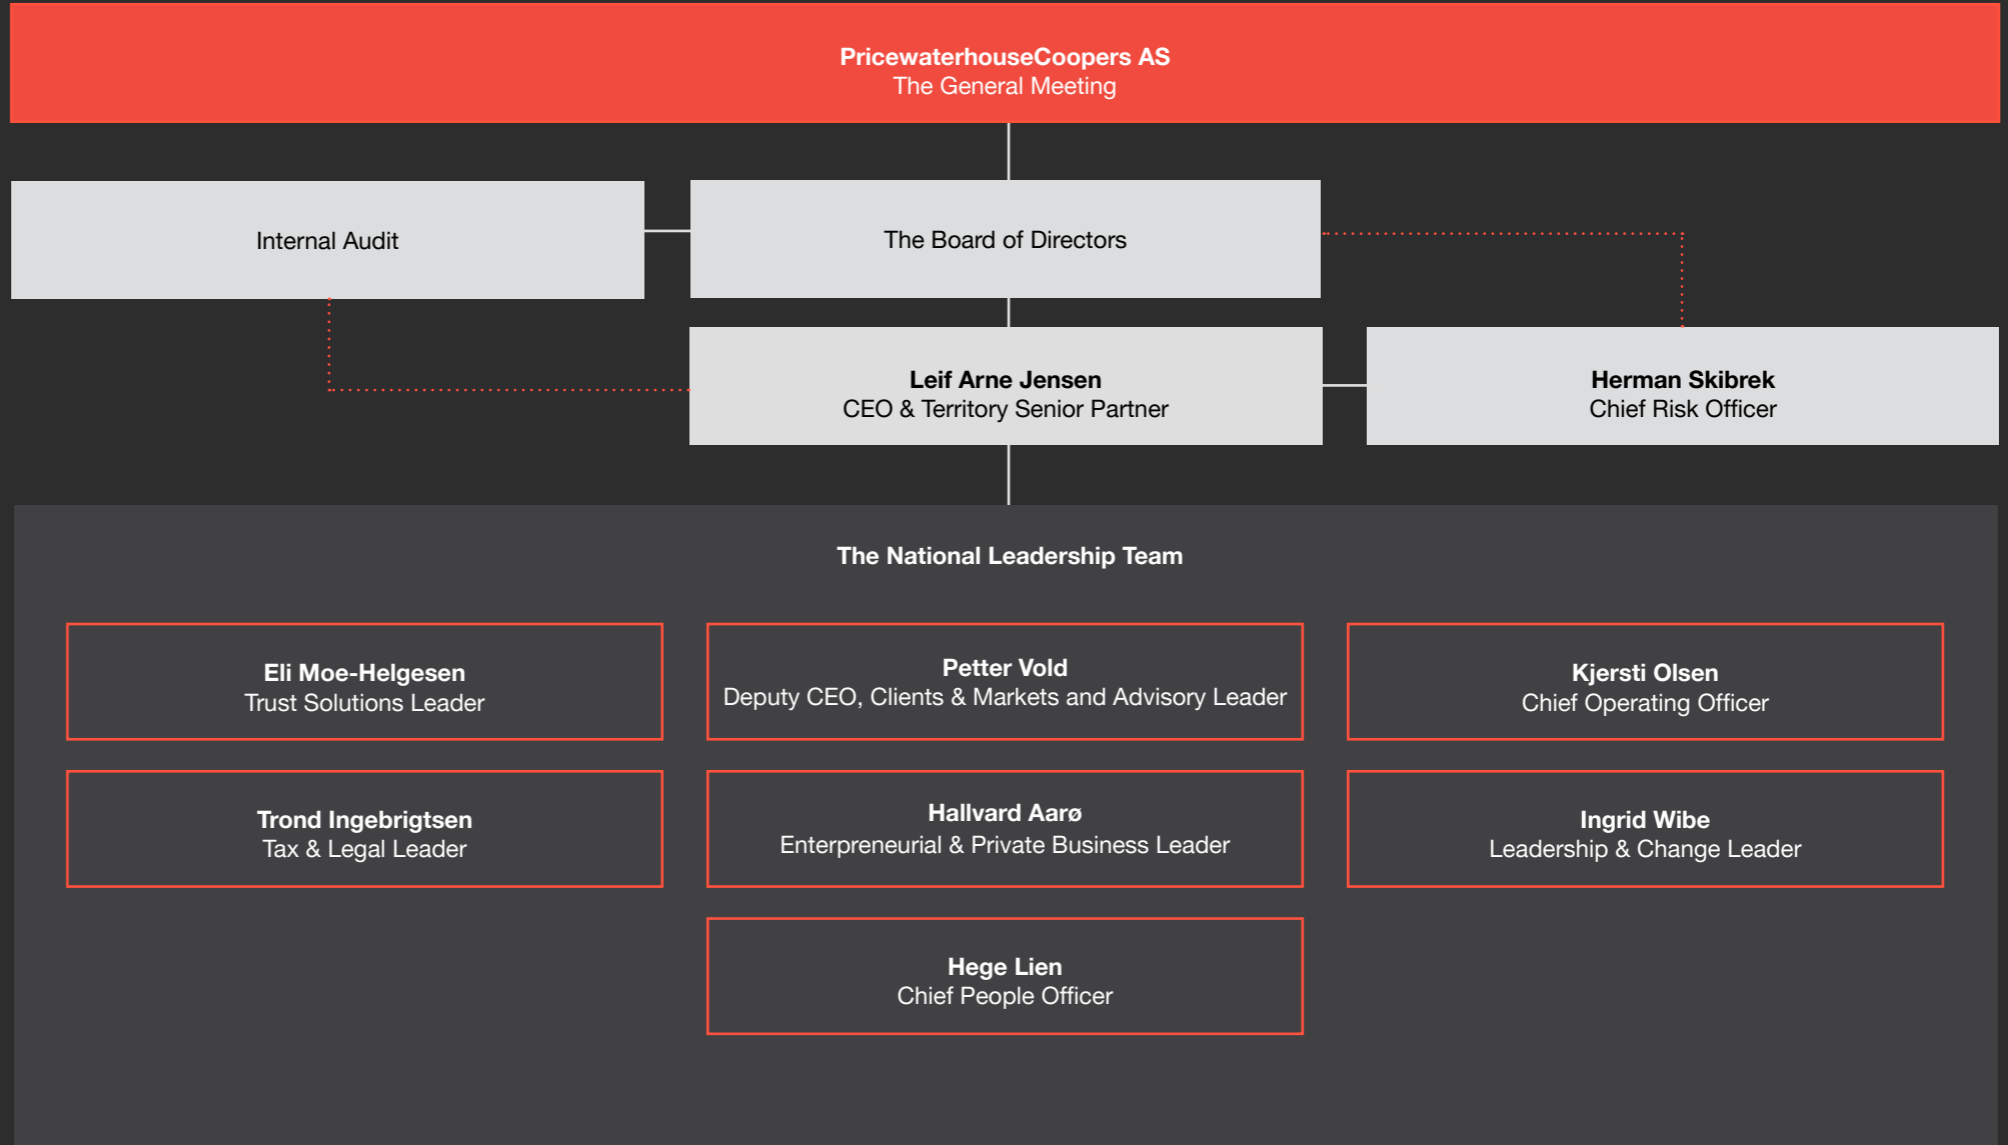 PricewaterhouseCoopers AS
The General Meeting
Internal Audit
The Board of Directors
Leif Arne Jensen
CEO & Territory Senior Partner
Herman Skibrek
Chief Risk Officer
The National Leadership Team
Eli Moe-Helgesen
Trust Solutions Leader
Petter Vold
Deputy CEO, Clients & Markets and Advisory Leader
Kjersti Olsen
Chief Operating Officer
Trond Ingebrigtsen
Tax & Legal Leader
Hallvard Aarø
Enterpreneurial & Private Business Leader
Ingrid Wibe
Leadership & Change Leader
Hege Lien
Chief People Officer